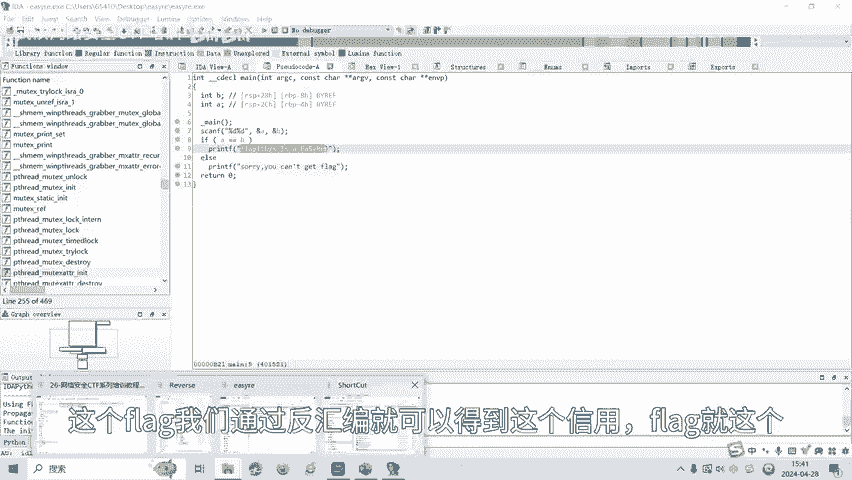 IDA - easyre.exe C:\Users\65410\Desktop\easyre\easyre.exe
File Edit Jump Search View Debugger Lumina Options Windows Help
No debugger
Library function Regular function Instruction Data Unexplored External symbol Lumina function
Functions window
IDA View-A Pseudocode-A Hex View-1 Structures Enums Imports Exports
Function name
_mutex_trylock_isra_0
mutex_unref_isra_1
__shmem_winpthreads_grabber_mutex_globa
__shmem_winpthreads_grabber_mutex_globa
mutex_print_set
mutex_print
__shmem_winpthreads_grabber_mxattr_recur
__shmem_winpthreads_grabber_mxattr_error
pthread_mutex_unlock
pthread_mutex_init
mutex_static_init
mutex_ref
pthread_mutex_lock_intern
pthread_mutex_lock
pthread_mutex_timedlock
pthread_mutex_trylock
pthread_mutex_destroy
pthread_mutexattr_init
pthread_mutexattr_destroy
Line 255 of 469
Graph overview
1 int __cdecl main(int argc, const char **argv, const char **envp)
2 {
3 int b; // [rsp+28h] [rbp-8h] BYREF
4 int a; // [rsp+2Ch] [rbp-4h] BYREF
5
6 _main();
7 scanf("%d%d", &a, &b);
8 if ( a == b )
9 printf(
10 else
11 printf("sorry,you can't get flag");
12 return 0;
13 }
00000B21 main:9 (401521)
Output
IDAPython
Using F
Propaga
Functio
The ini
Python
26-网络安全CTF系列培训教程... Reverse easyre ShortCut
这个flag我们通过反汇编就可以得到这个信用，flag就这个
搜索
中
15:41
2024-04-28